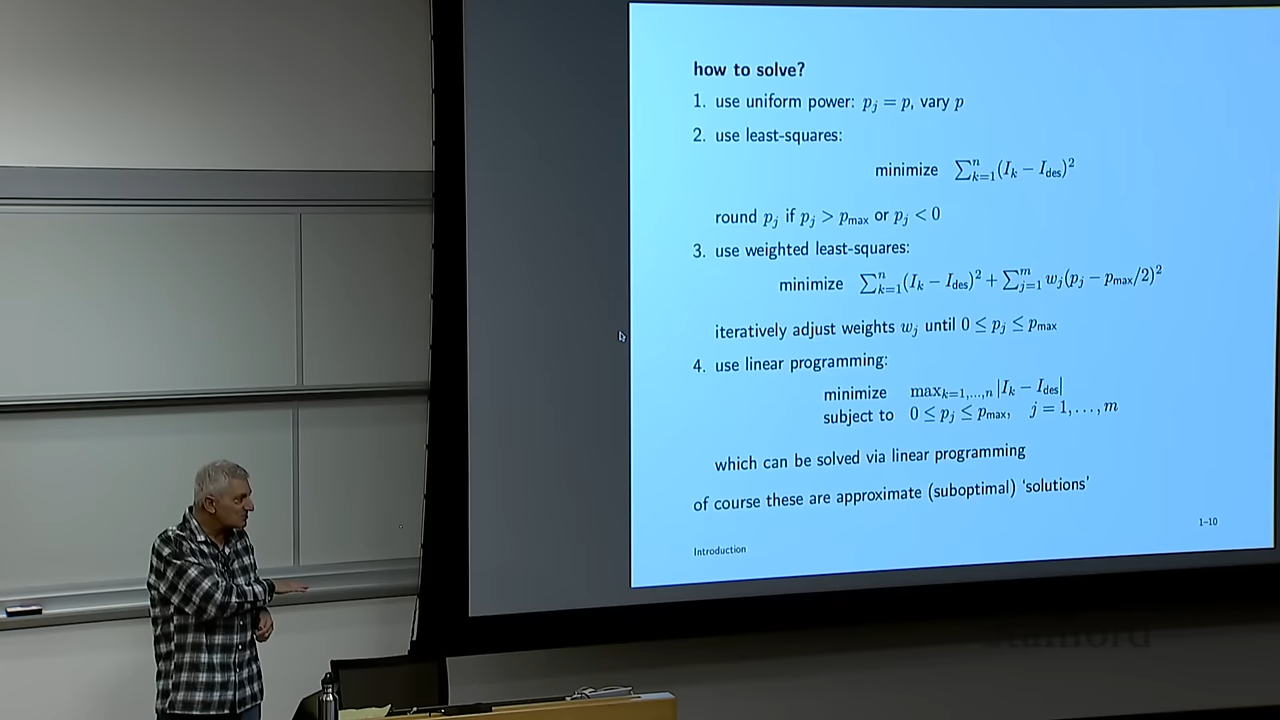 how to solve?
1. use uniform power: p_j = p, vary p
2. use least-squares:
minimize ∑_{k=1}^n (I_k − I_des)^2
round p_j if p_j > p_max or p_j < 0
3. use weighted least-squares:
minimize ∑_{k=1}^n (I_k − I_des)^2 + ∑_{j=1}^m w_j(p_j − p_max/2)^2
iteratively adjust weights w_j until 0 ≤ p_j ≤ p_max
4. use linear programming:
minimize max_{k=1,...,n} |I_k − I_des|
subject to 0 ≤ p_j ≤ p_max, j = 1, . . . , m
which can be solved via linear programming
of course these are approximate (suboptimal) ‘solutions’
Introduction
1–10